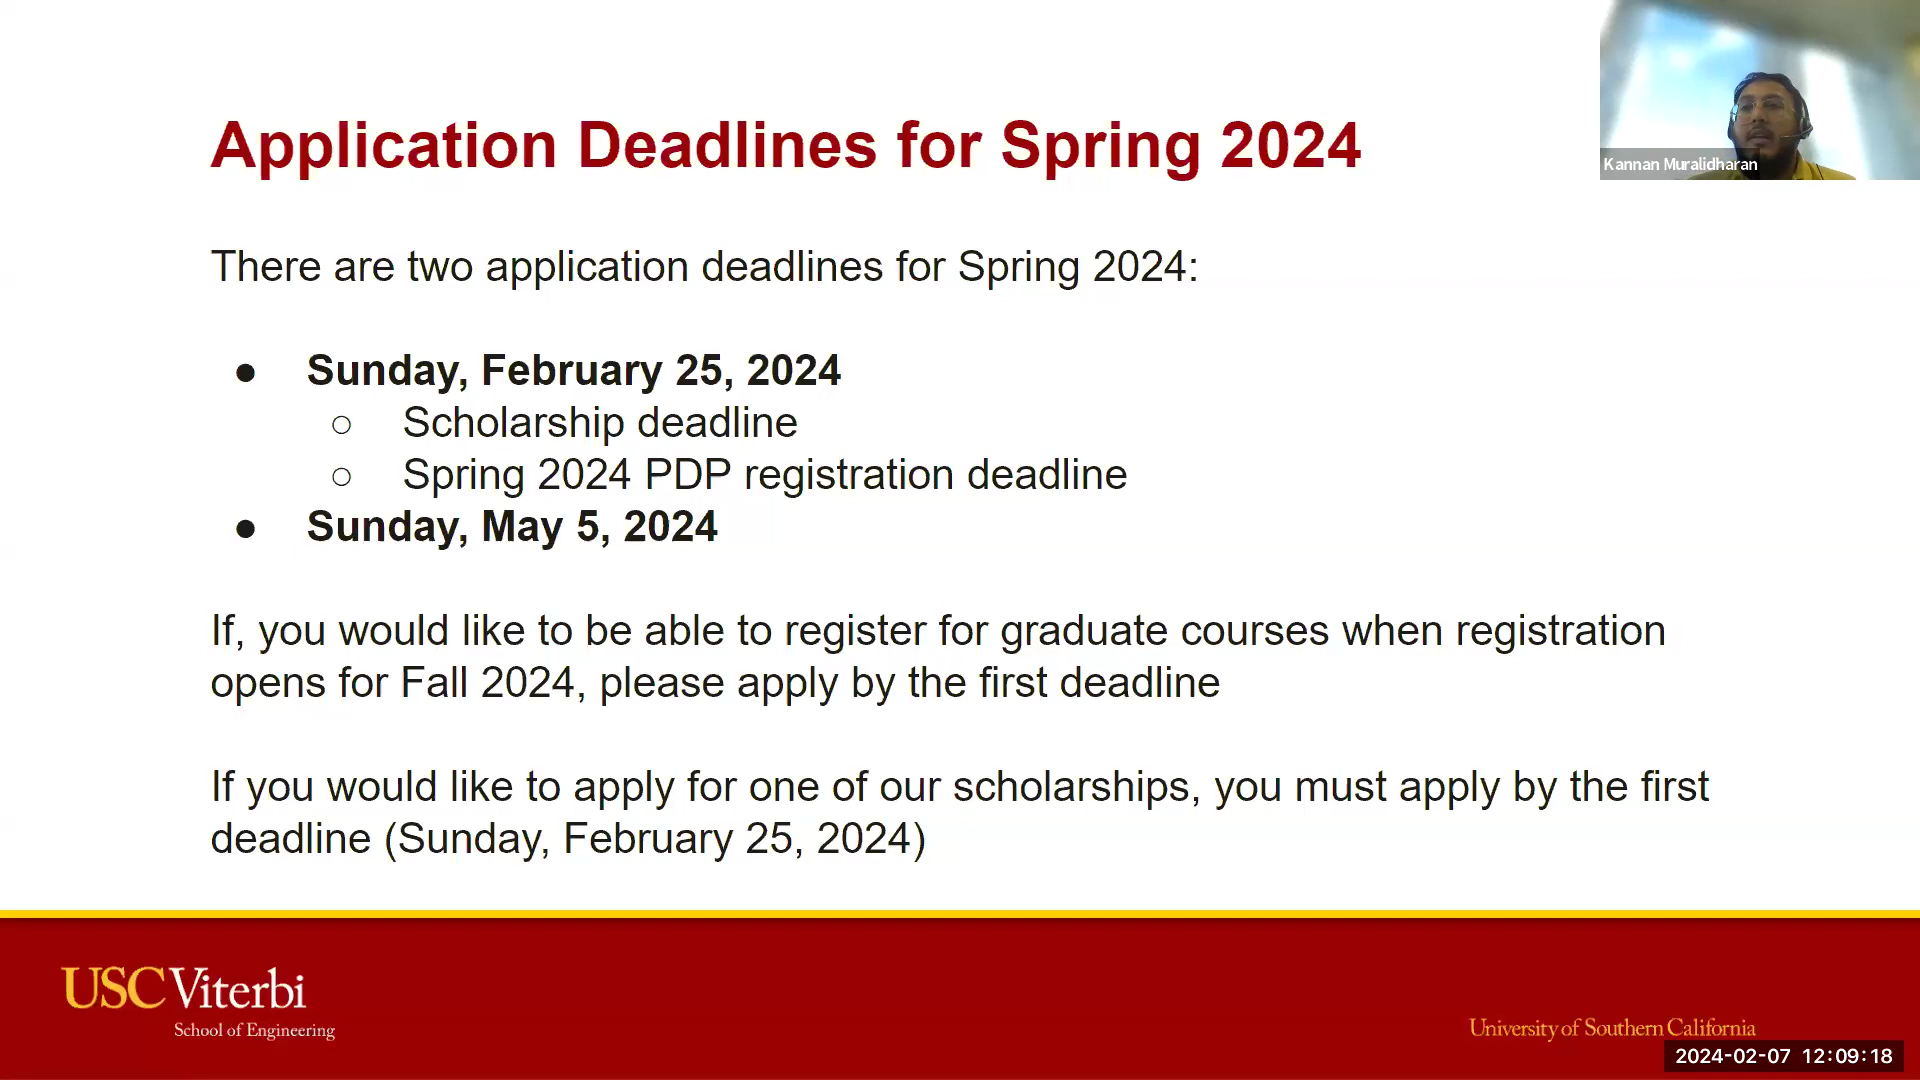 Application Deadlines for Spring 2024
Kannan Muralidharan
There are two application deadlines for Spring 2024:
● Sunday, February 25, 2024
○ Scholarship deadline
○ Spring 2024 PDP registration deadline
● Sunday, May 5, 2024
If, you would like to be able to register for graduate courses when registration
opens for Fall 2024, please apply by the first deadline
If you would like to apply for one of our scholarships, you must apply by the first
deadline (Sunday, February 25, 2024)
USC Viterbi
School of Engineering
University of Southern California
2024-02-07 12:09:18